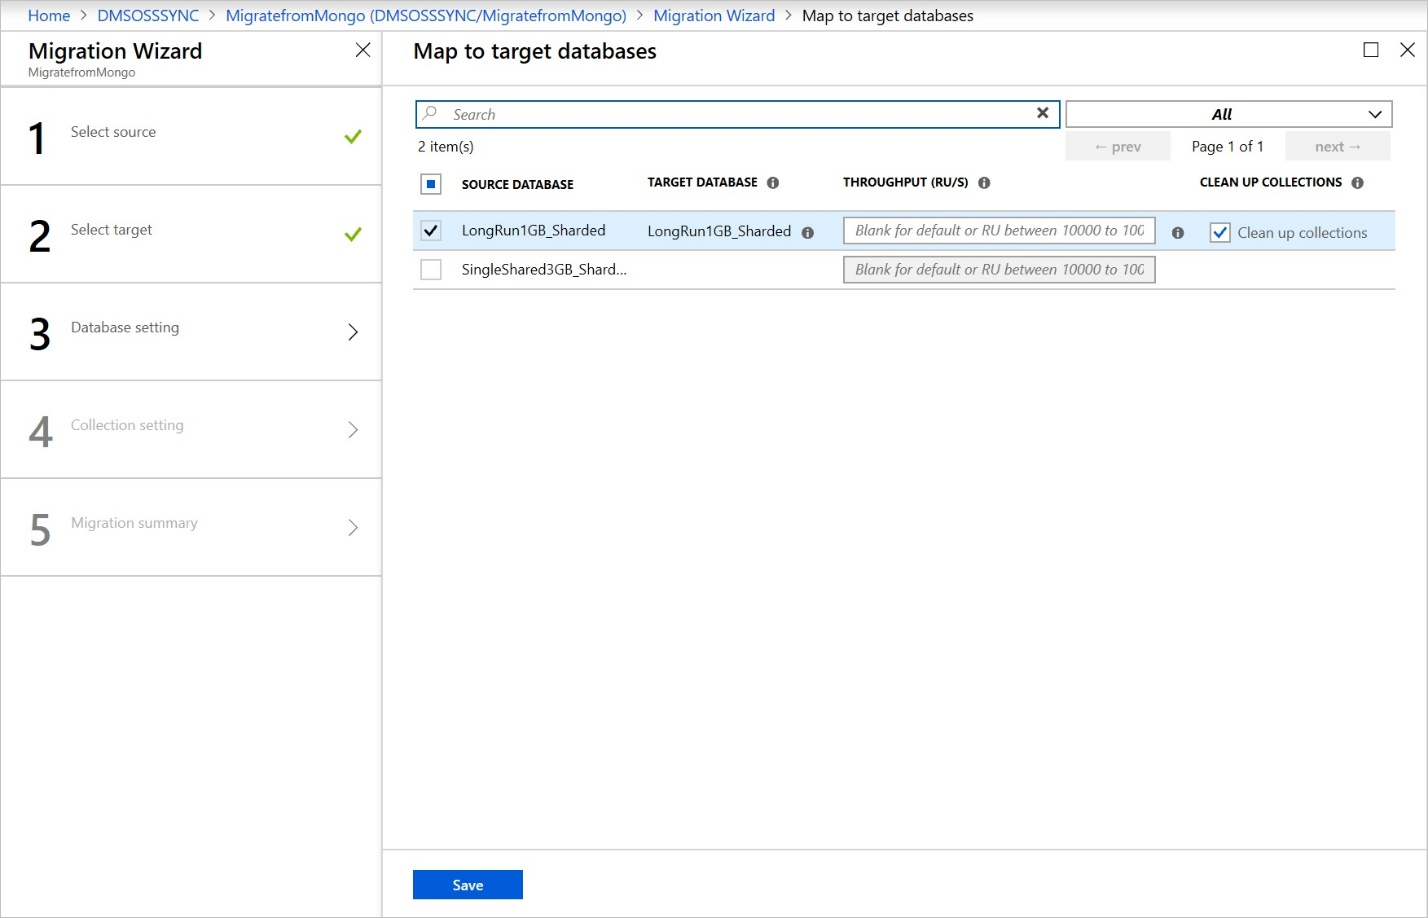 Home > DMSOSSSYNC > MigratefromMongo (DMSOSSSYNC/MigratefromMongo) > Migration Wizard > Map to target databases
Migration Wizard
MigratefromMongo
1 Select source
2 Select target
3 Database setting
4 Collection setting
5 Migration summary
Map to target databases
Search
All
2 item(s)
← prev Page 1 of 1 next →
SOURCE DATABASE TARGET DATABASE THROUGHPUT (RU/S) CLEAN UP COLLECTIONS
LongRun1GB_Sharded LongRun1GB_Sharded Blank for default or RU between 10000 to 100 Clean up collections
SingleShared3GB_Shard... Blank for default or RU between 10000 to 100
Save